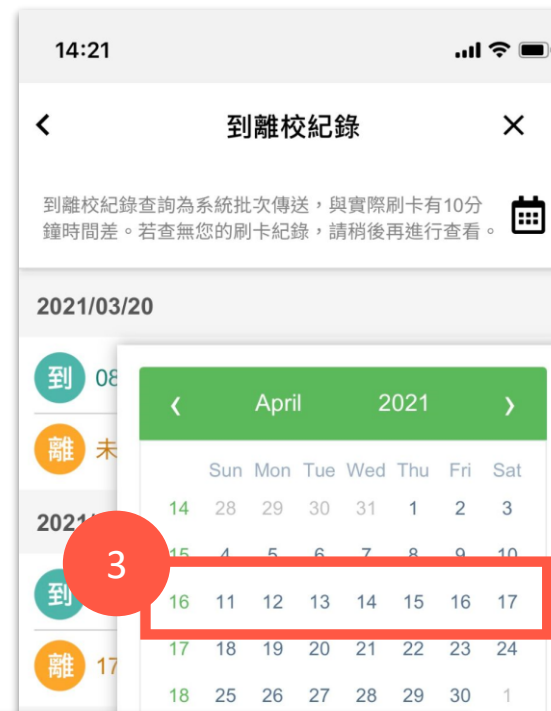 14:21
到離校紀錄
到離校紀錄查詢為系統批次傳送，與實際刷卡有10分
鐘時間差。若查無您的刷卡紀錄，請稍後再進行查看。
2021/03/20
到 08
離 未
April 2021
Sun Mon Tue Wed Thu Fri Sat
14 28 29 30 31 1 2 3
2021/
15 4 5 6 7 8 9 10
3
到
16 11 12 13 14 15 16 17
離 17
17 18 19 20 21 22 23 24
18 25 26 27 28 29 30 1